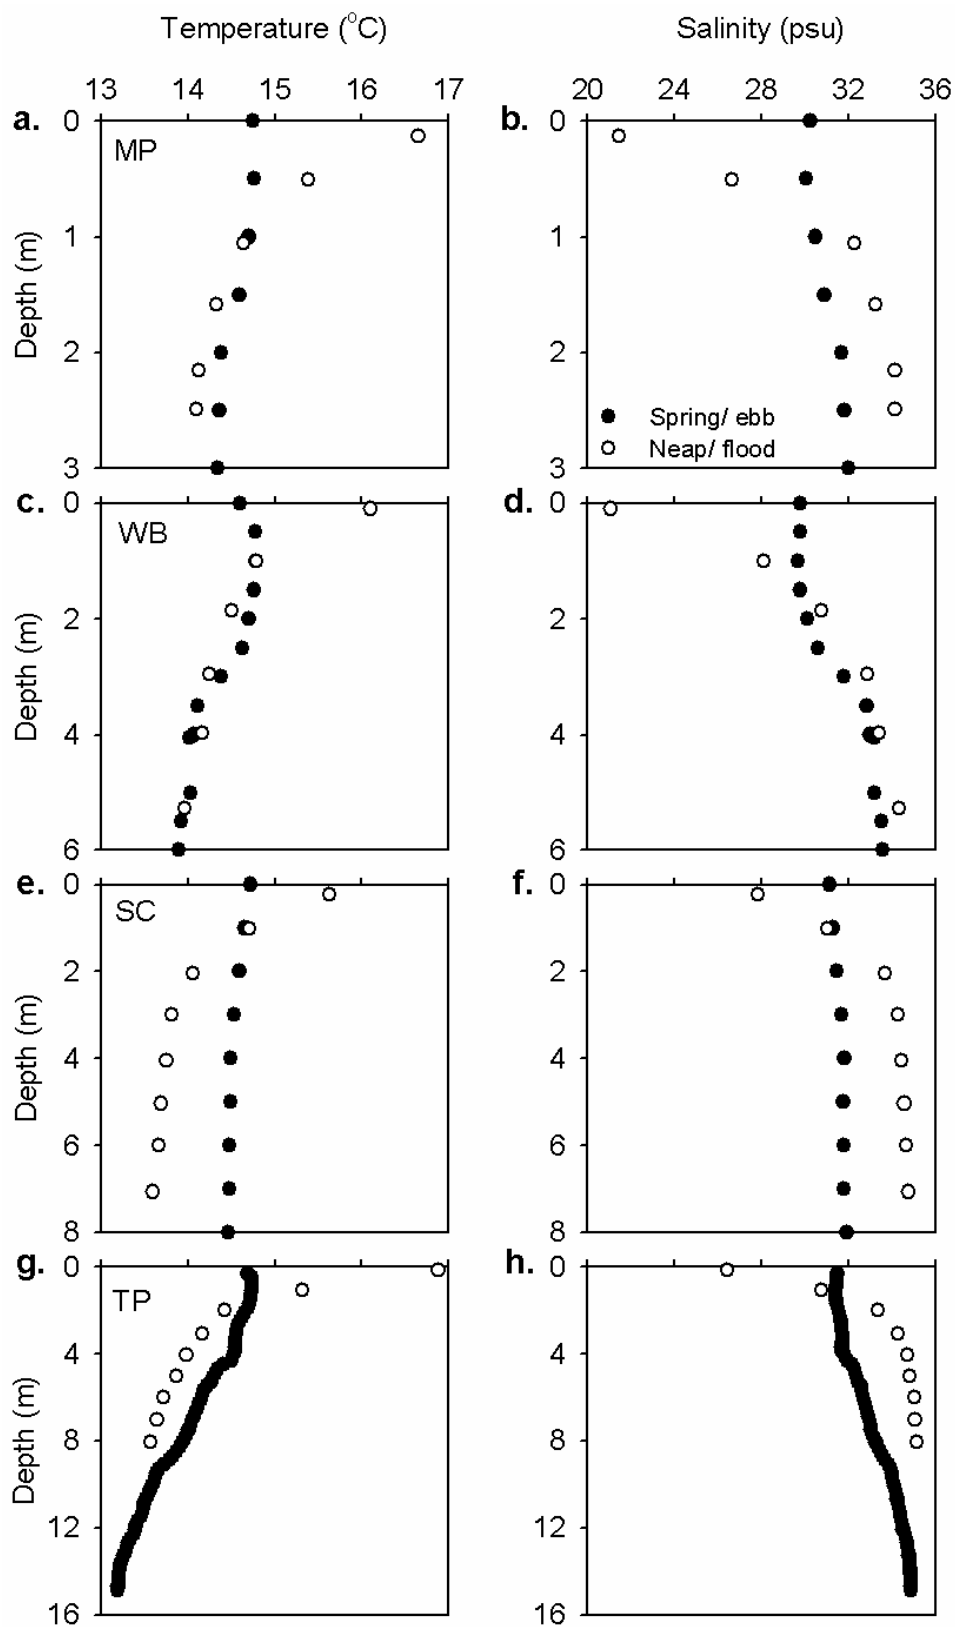 Temperature (°C) Salinity (psu)
13 14 15 16 17 20 24 28 32 36
a. 0 b. 0
MP
1 1
Depth (m)
2 2
Spring/ ebb
Neap/ flood
3 3
c. 0 d. 0
WB
2 2
Depth (m)
4 4
6 6
e. 0 f. 0
SC
2 2
Depth (m)
4 4
6 6
8 8
g. 0 h. 0
TP
4 4
Depth (m)
8 8
12 12
16 16